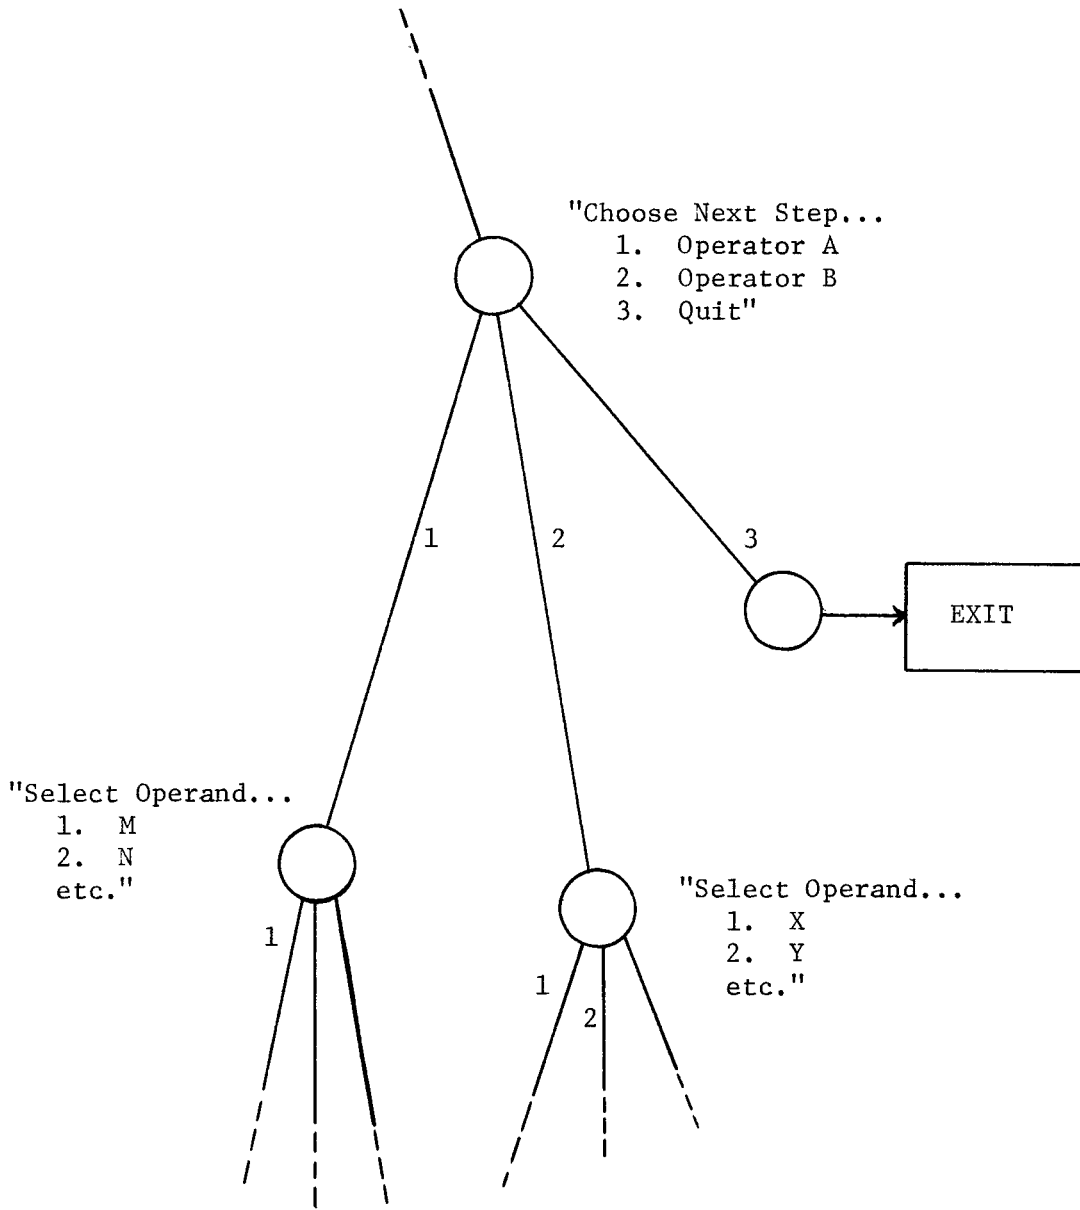 "Choose Next Step...
1. Operator A
2. Operator B
3. Quit"
1
2
3
EXIT
"Select Operand...
1. M
2. N
etc."
1
"Select Operand...
1. X
2. Y
etc."
1
2